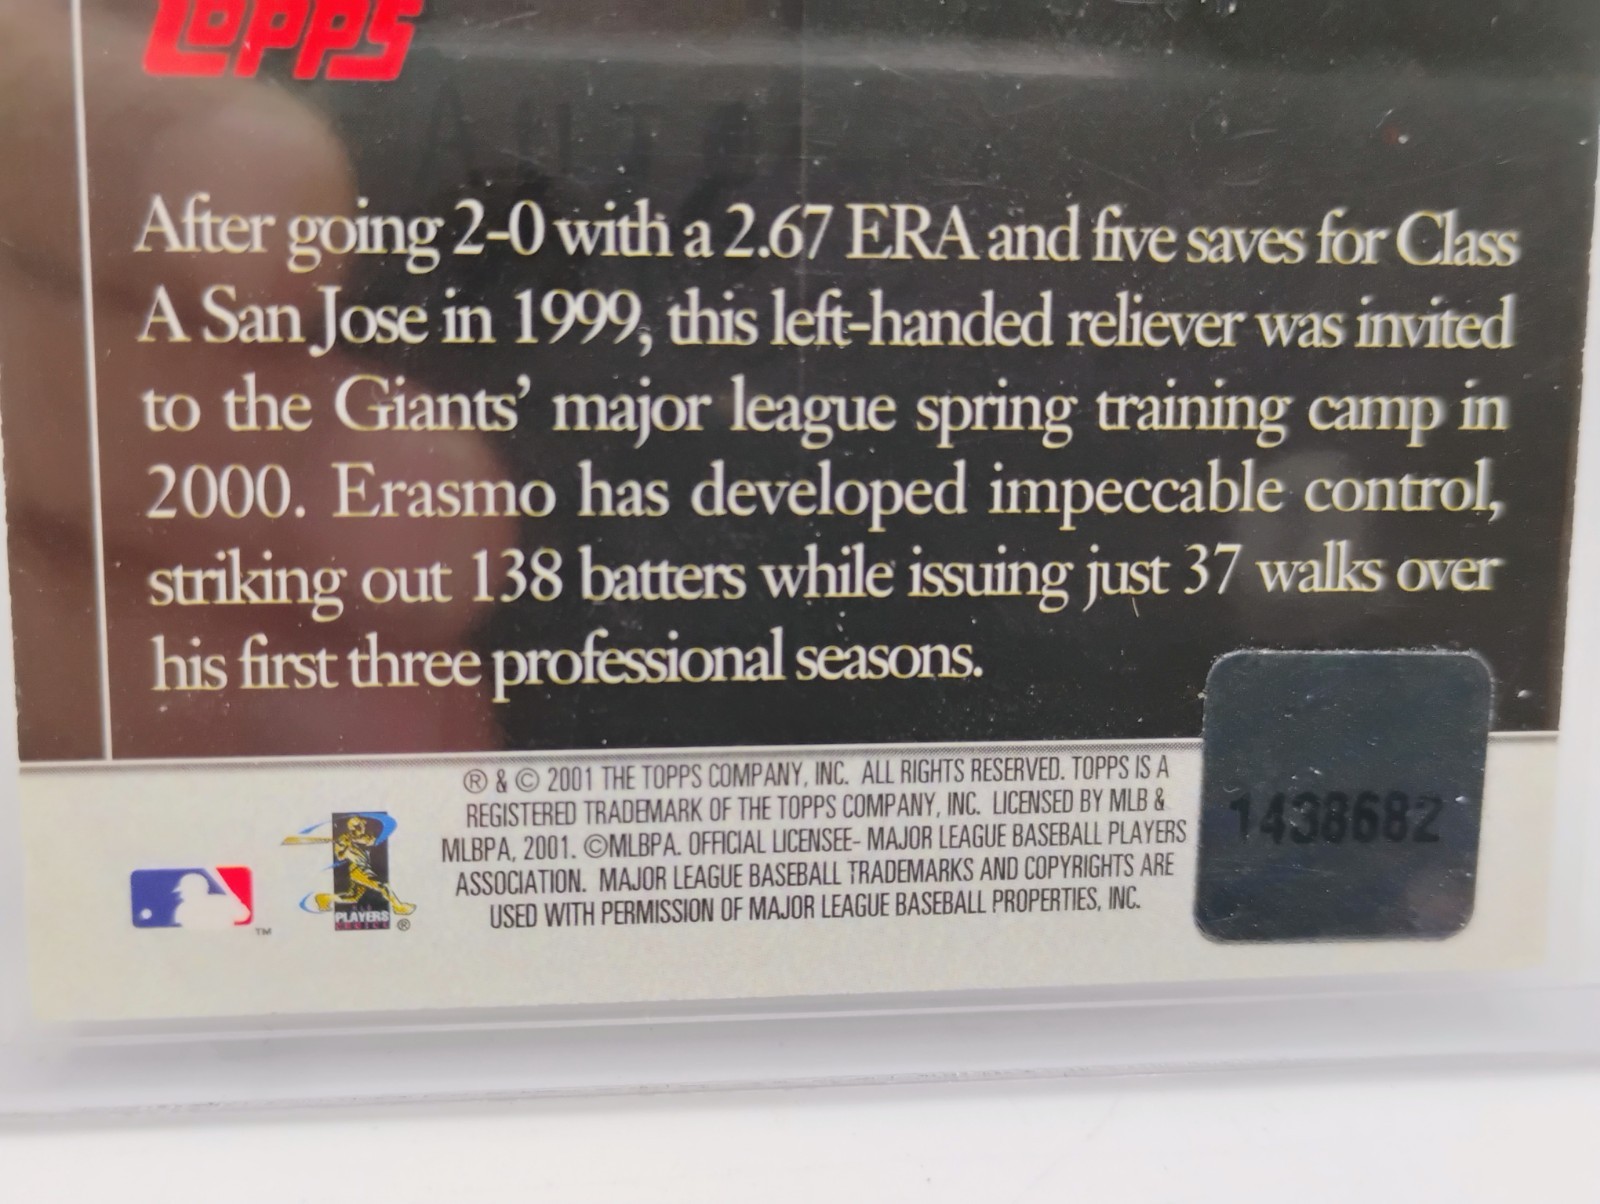 TOPPS
After going 2-0 with a 2.67 ERA and five saves for Class
A San Jose in 1999, this left-handed reliever was invited
to the Giants' major league spring training camp in
2000. Erasmo has developed impeccable control,
striking out 138 batters while issuing just 37 walks over
his first three professional seasons.
® & © 2001 THE TOPPS COMPANY, INC. ALL RIGHTS RESERVED. TOPPS IS A
REGISTERED TRADEMARK OF THE TOPPS COMPANY, INC. LICENSED BY MLB &
MLBPA, 2001. ©MLBPA. OFFICIAL LICENSEE- MAJOR LEAGUE BASEBALL PLAYERS
ASSOCIATION. MAJOR LEAGUE BASEBALL TRADEMARKS AND COPYRIGHTS ARE
USED WITH PERMISSION OF MAJOR LEAGUE BASEBALL PROPERTIES, INC.
TM
PLAYERS
CHOICE ®
1438682